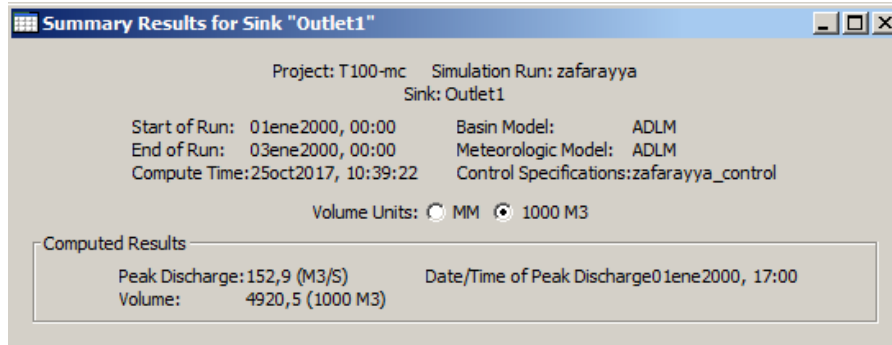 Summary Results for Sink "Outlet1"
Project: T100-mc Simulation Run: zafarayya
Sink: Outlet1
Start of Run: 01ene2000, 00:00 Basin Model: ADLM
End of Run: 03ene2000, 00:00 Meteorologic Model: ADLM
Compute Time:25oct2017, 10:39:22 Control Specifications:zafarayya_control
Volume Units: MM 1000 M3
Computed Results
Peak Discharge:152,9 (M3/S) Date/Time of Peak Discharge01ene2000, 17:00
Volume: 4920,5 (1000 M3)